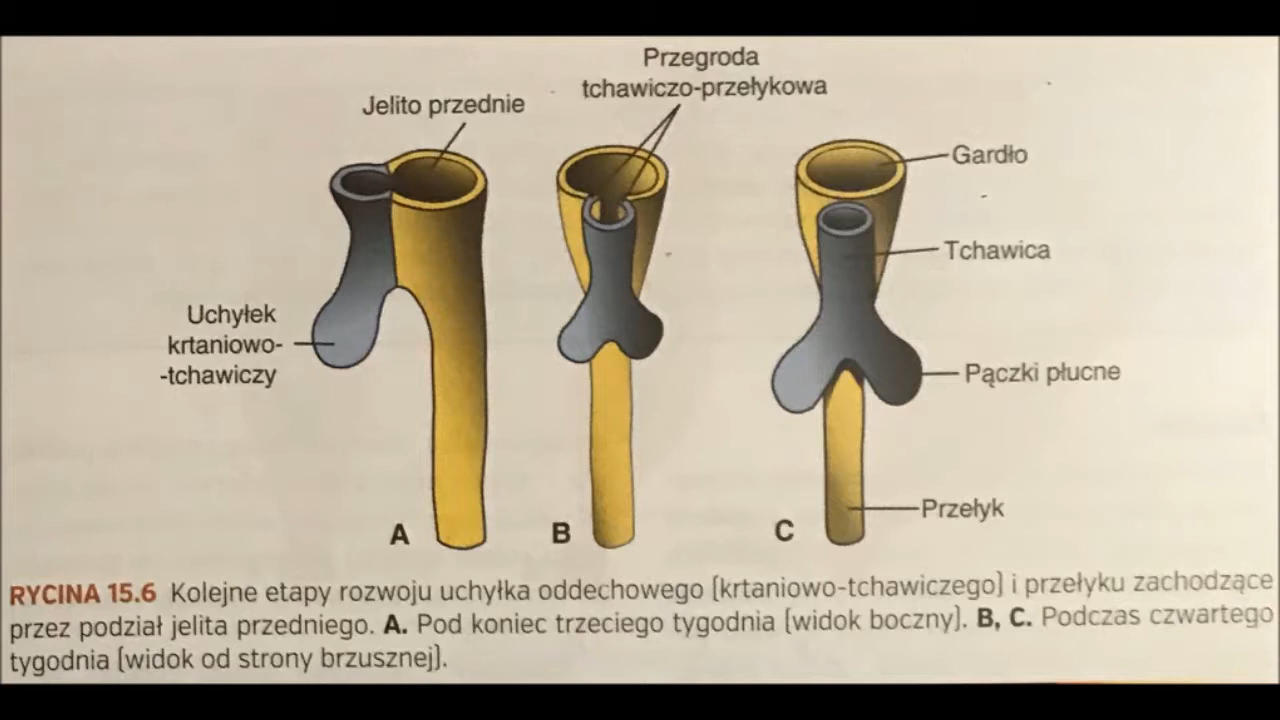 Przegroda
tchawiczo-przełykowa
Jelito przednie
Gardło
Tchawica
Uchyłek
krtaniowo-
-tchawiczy
Pączki płucne
Przełyk
A
B
C
RYCINA 15.6 Kolejne etapy rozwoju uchyłka oddechowego (krtaniowo-tchawiczego) i przełyku zachodzące
przez podział jelita przedniego. A. Pod koniec trzeciego tygodnia (widok boczny). B, C. Podczas czwartego
tygodnia (widok od strony brzusznej).